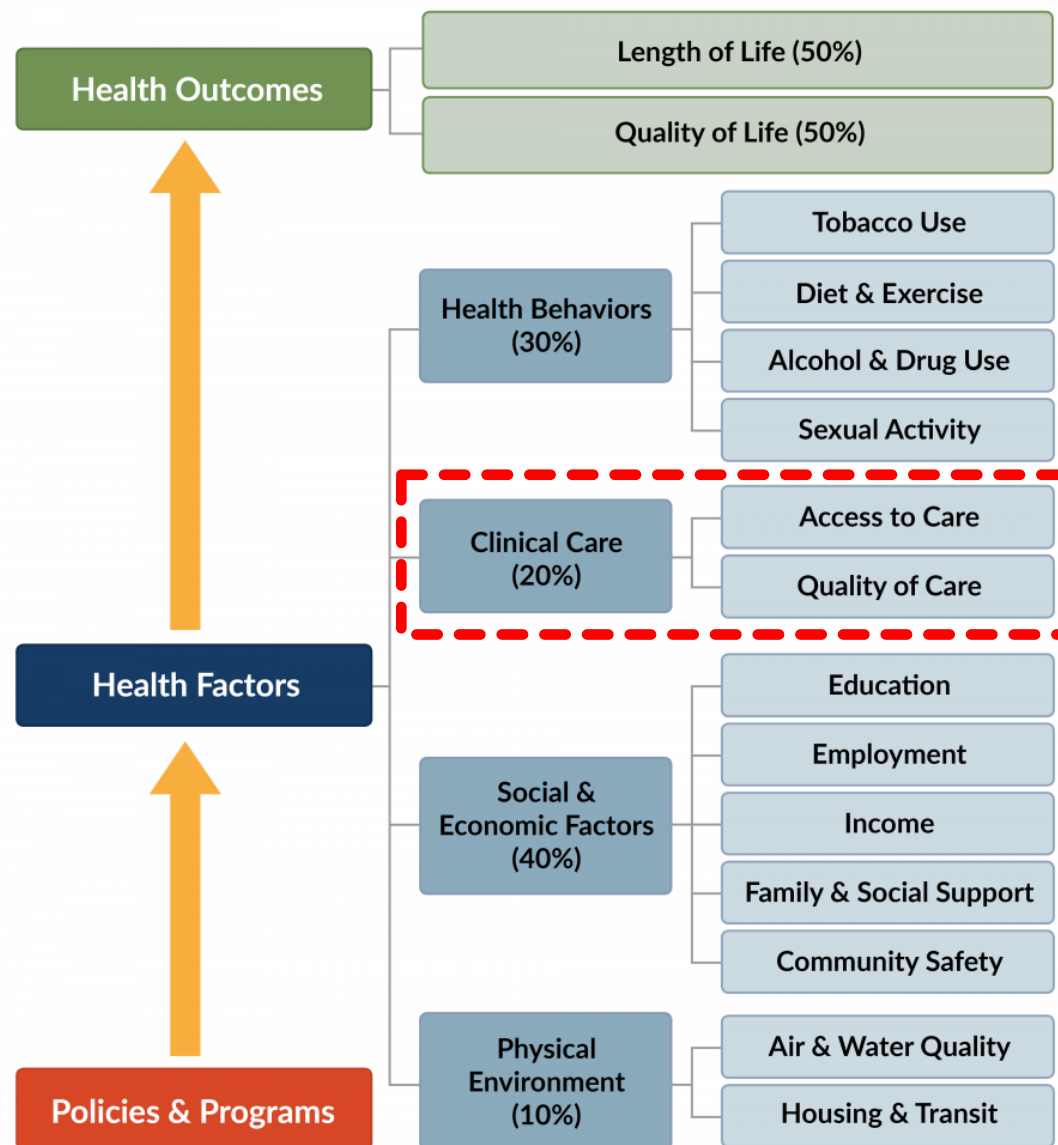 Health Outcomes
Length of Life (50%)
Quality of Life (50%)
Health Factors
Health Behaviors
(30%)
Tobacco Use
Diet & Exercise
Alcohol & Drug Use
Sexual Activity
Clinical Care
(20%)
Access to Care
Quality of Care
Social &
Economic Factors
(40%)
Education
Employment
Income
Family & Social Support
Community Safety
Physical
Environment
(10%)
Air & Water Quality
Housing & Transit
Policies & Programs